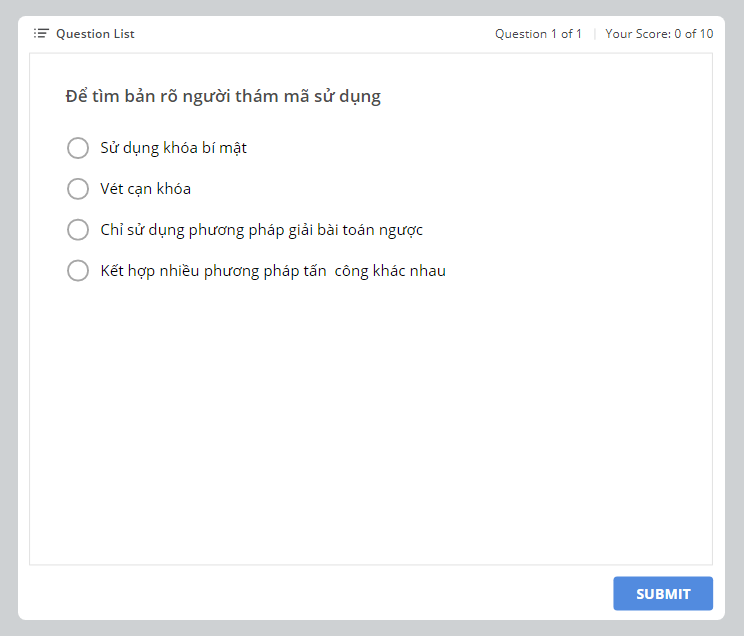 Question List
Question 1 of 1 | Your Score: 0 of 10
Để tìm bản rõ người thám mã sử dụng
Sử dụng khóa bí mật
Vét cạn khóa
Chỉ sử dụng phương pháp giải bài toán ngược
Kết hợp nhiều phương pháp tấn  công khác nhau
SUBMIT